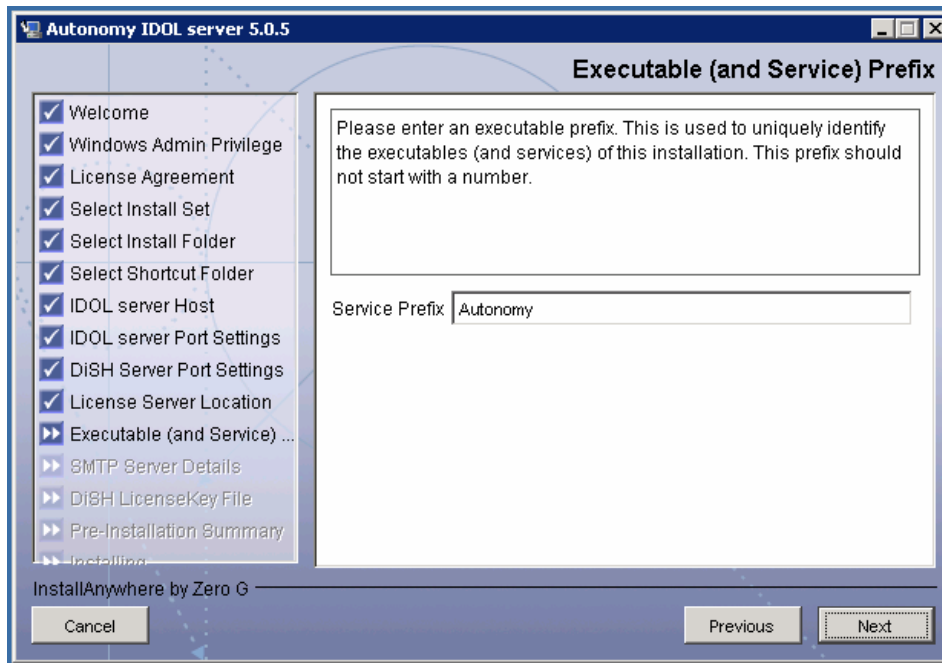 Autonomy IDOL server 5.0.5
Executable (and Service) Prefix
Welcome
Windows Admin Privilege
License Agreement
Select Install Set
Select Install Folder
Select Shortcut Folder
IDOL server Host
IDOL server Port Settings
DiSH Server Port Settings
License Server Location
Executable (and Service) ...
SMTP Server Details
DiSH LicenseKey File
Pre-Installation Summary
Installing
Please enter an executable prefix. This is used to uniquely identify
the executables (and services) of this installation. This prefix should
not start with a number.
Service Prefix Autonomy
InstallAnywhere by Zero G
Cancel Previous Next